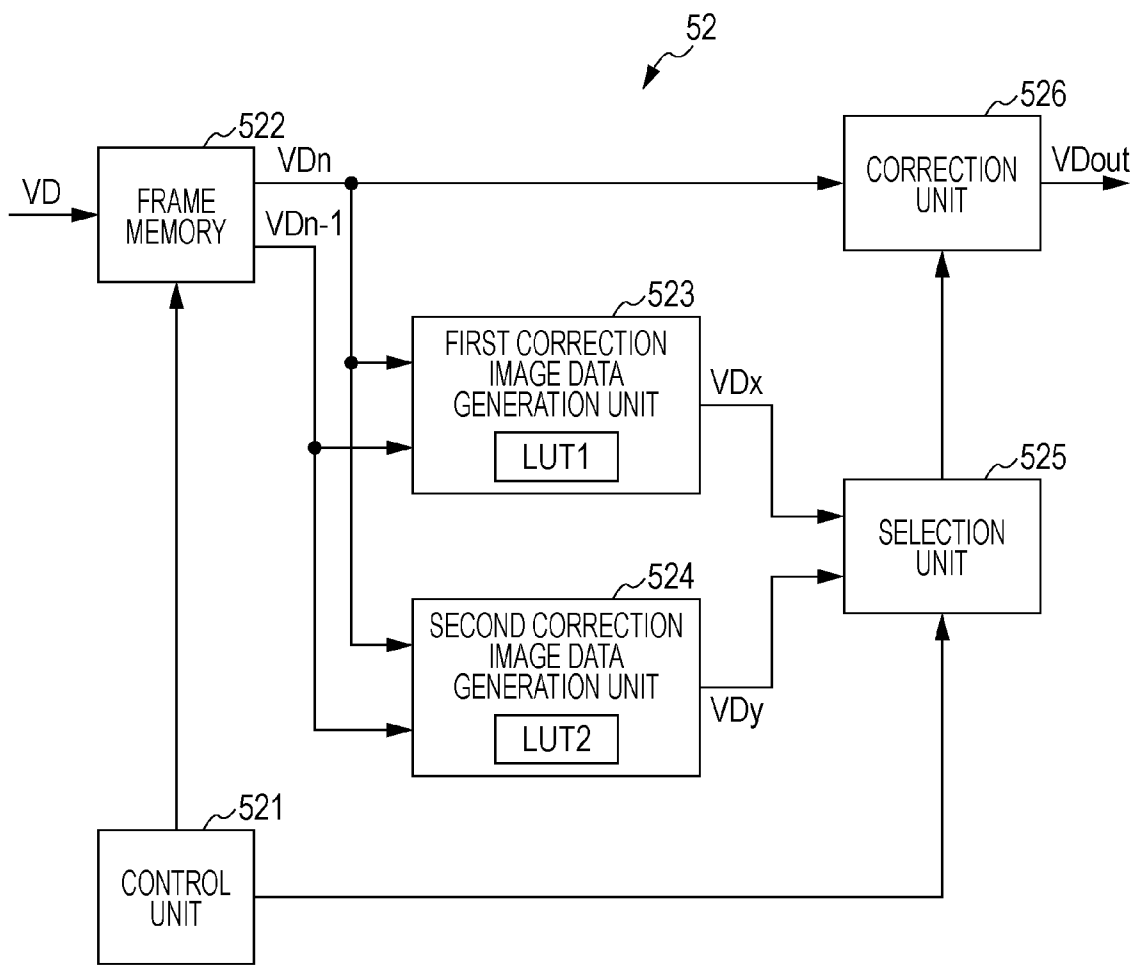 52
522
526
VD
FRAME
MEMORY
VDn
VDn-1
CORRECTION
UNIT
VDout
523
FIRST CORRECTION
IMAGE DATA
GENERATION UNIT
LUT1
VDx
525
SELECTION
UNIT
524
SECOND CORRECTION
IMAGE DATA
GENERATION UNIT
LUT2
VDy
521
CONTROL
UNIT